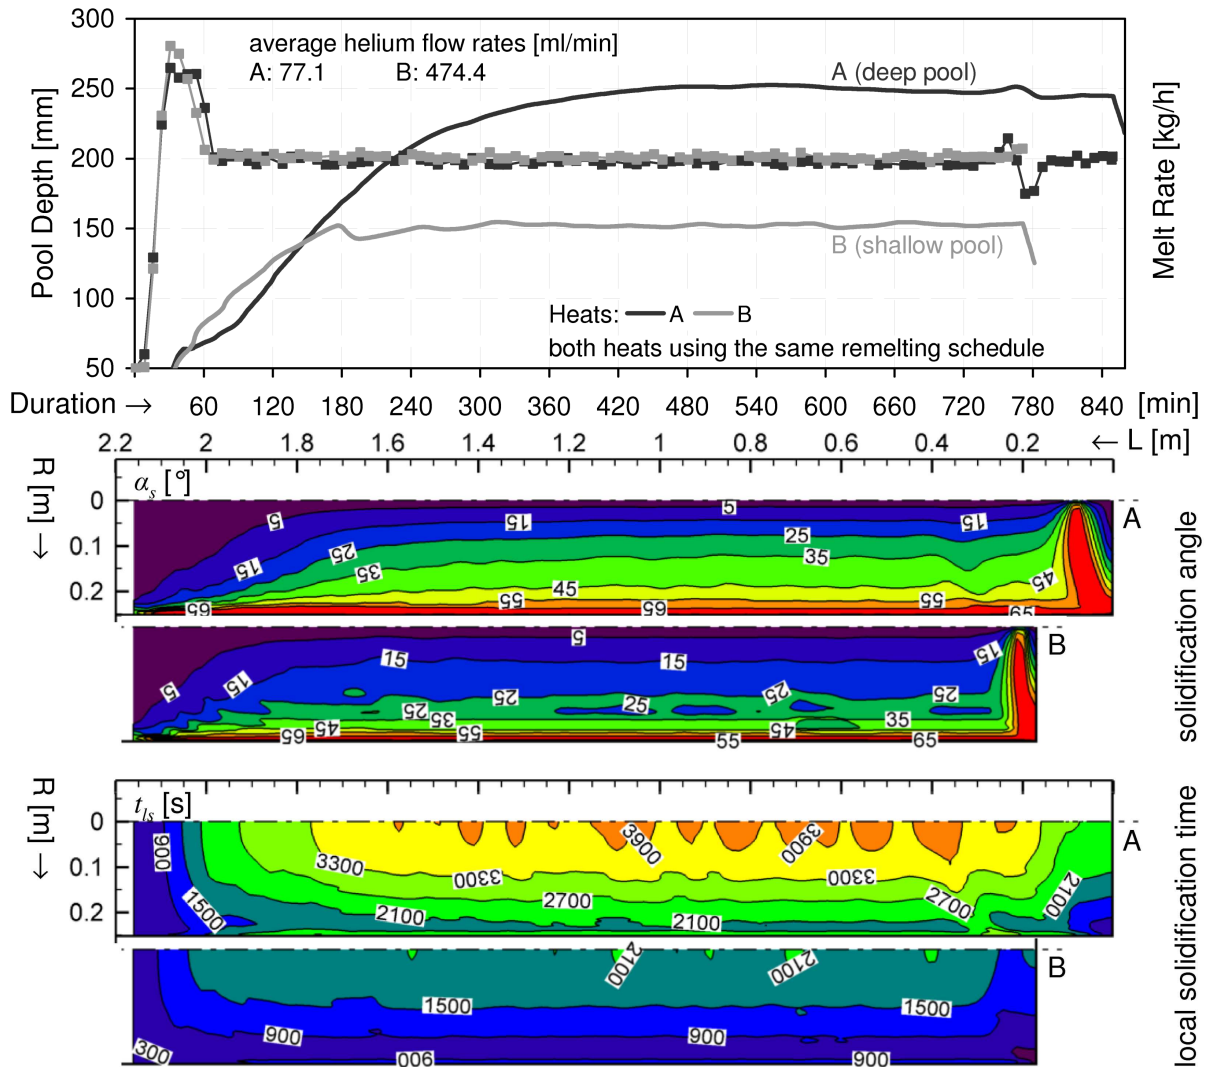 300
250
200
150
100
50
Pool Depth [mm]
Melt Rate [kg/h]
average helium flow rates [ml/min]
A: 77.1 B: 474.4
A (deep pool)
B (shallow pool)
Heats: A B
both heats using the same remelting schedule
Duration → 60 120 180 240 300 360 420 480 540 600 660 720 780 840 [min]
2.2 2 1.8 1.6 1.4 1.2 1 0.8 0.6 0.4 0.2 ← L [m]
R [m] →
αs [°]
0
0.1
0.2
5 15 25 35 15 5 25 35 15
45 55 65 65 55 45 65
A
solidification angle
5 15 15 5 15 15
25 25 25 25 25
35 45 65 55 55 45 35 65
B
R [m] →
tls [s]
0
0.1
0.2
900 1500 3300 2100 3300 2700 3900 2100 3900 3300 2700 2100
A
local solidification time
2100 2100
1500 1500
900 900
300 900 900
B